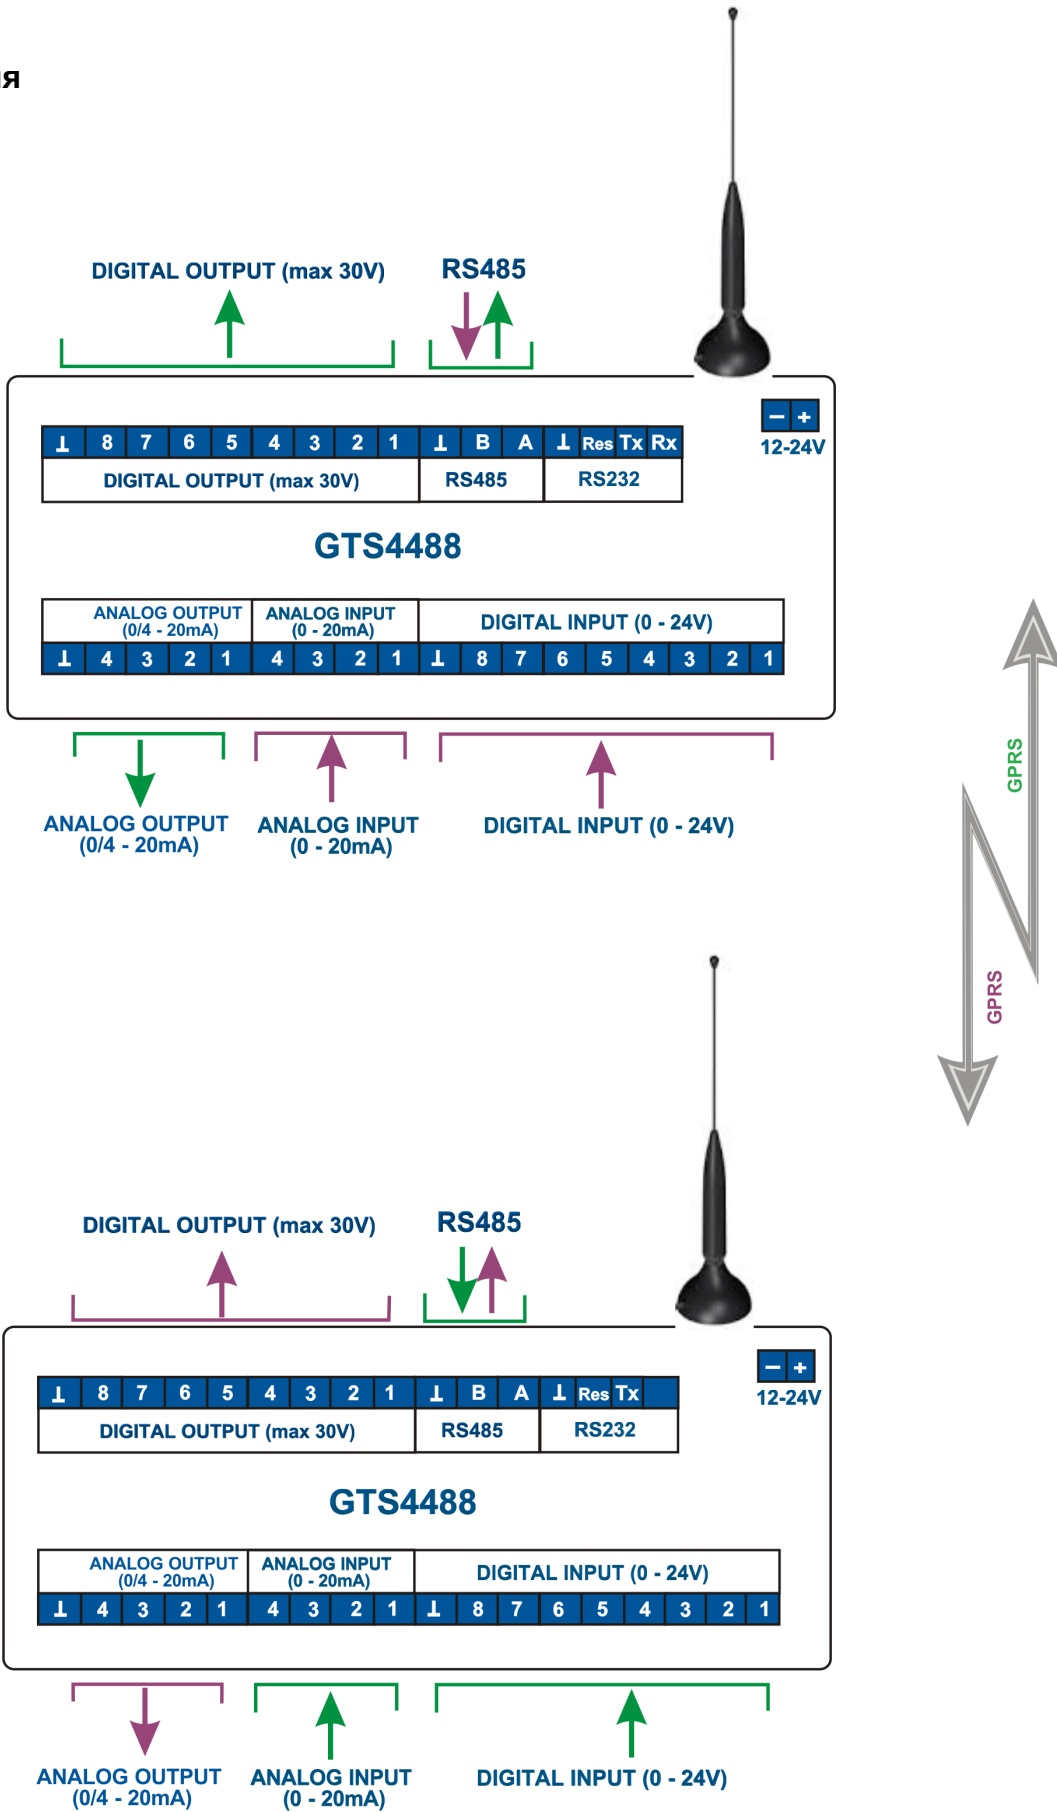 ия
DIGITAL OUTPUT (max 30V) RS485
− +
12-24V
⊥ 8 7 6 5 4 3 2 1 ⊥ B A ⊥ Res Tx Rx
DIGITAL OUTPUT (max 30V) RS485 RS232
GTS4488
ANALOG OUTPUT ANALOG INPUT DIGITAL INPUT (0 - 24V)
(0/4 - 20mA) (0 - 20mA)
⊥ 4 3 2 1 4 3 2 1 ⊥ 8 7 6 5 4 3 2 1
ANALOG OUTPUT ANALOG INPUT DIGITAL INPUT (0 - 24V)
(0/4 - 20mA) (0 - 20mA)
GPRS
GPRS
DIGITAL OUTPUT (max 30V) RS485
− +
12-24V
⊥ 8 7 6 5 4 3 2 1 ⊥ B A ⊥ Res Tx
DIGITAL OUTPUT (max 30V) RS485 RS232
GTS4488
ANALOG OUTPUT ANALOG INPUT DIGITAL INPUT (0 - 24V)
(0/4 - 20mA) (0 - 20mA)
⊥ 4 3 2 1 4 3 2 1 ⊥ 8 7 6 5 4 3 2 1
ANALOG OUTPUT ANALOG INPUT DIGITAL INPUT (0 - 24V)
(0/4 - 20mA) (0 - 20mA)